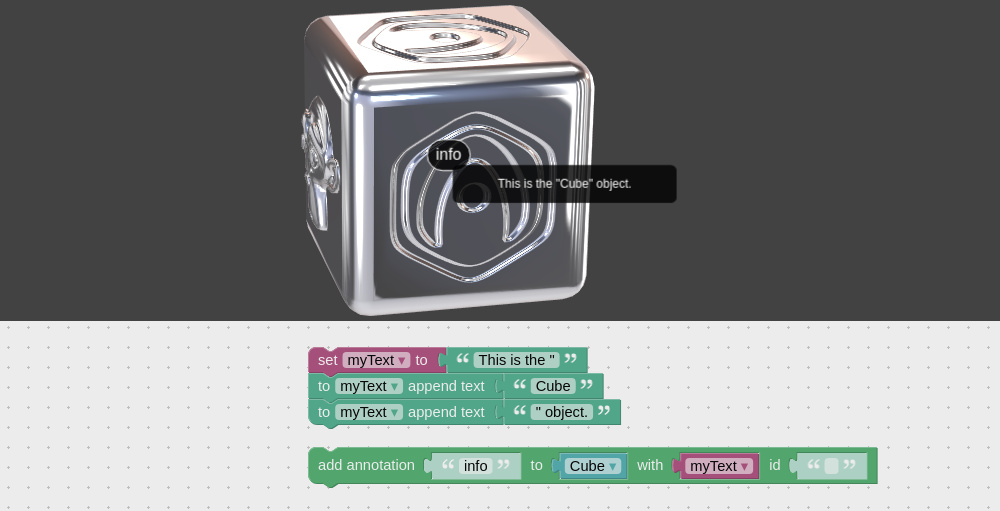 info
This is the "Cube" object.
set myText ▾ to “ This is the " ”
to myText ▾ append text “ Cube ”
to myText ▾ append text “ " object. ”
add annotation “ info ” to Cube ▾ with myText ▾ id “ ”